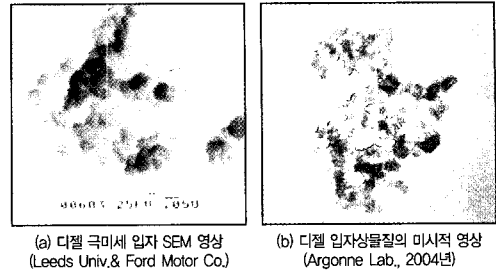 (a) 디젤 극미세 입자 SEM 영상
(Leeds Univ.& Ford Motor Co.)
(b) 디젤 입자상물질의 미시적 영상
(Argonne Lab., 2004년)